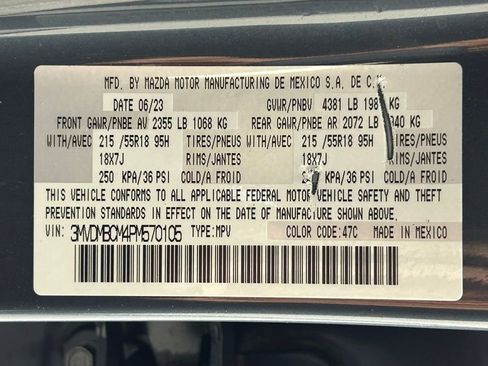 MFD. BY MAZDA MOTOR MANUFACTURING DE MEXICO S.A. DE C.
DATE 06/23 GVWR/PNBV 4381 LB KG
FRONT GAWR/PNBE AV 2355 LB 1068 KG REAR GAWR/PNBE AR 2072 LB KG
WITH/AVEC 215 /55R18 95H TIRES/PNEUS WITH/AVEC 215 /55R18 95H TIRES/PNEUS
18X7J RIMS/JANTES 18X7J RIMS/JANTES
250 KPA/36 PSI COLD/A FROID KPA/36 PSI COLD/A FROID
THIS VEHICLE CONFORMS TO ALL APPLICABLE FEDERAL MOTOR VEHICLE SAFETY AND THEFT
PREVENTION STANDARDS IN EFFECT ON THE DATE OF MANUFACTURE SHOWN ABOVE.
VIN: 3MVDMBCM4PM570105 TYPE: MPV COLOR CODE: 47C MADE IN MEXICO